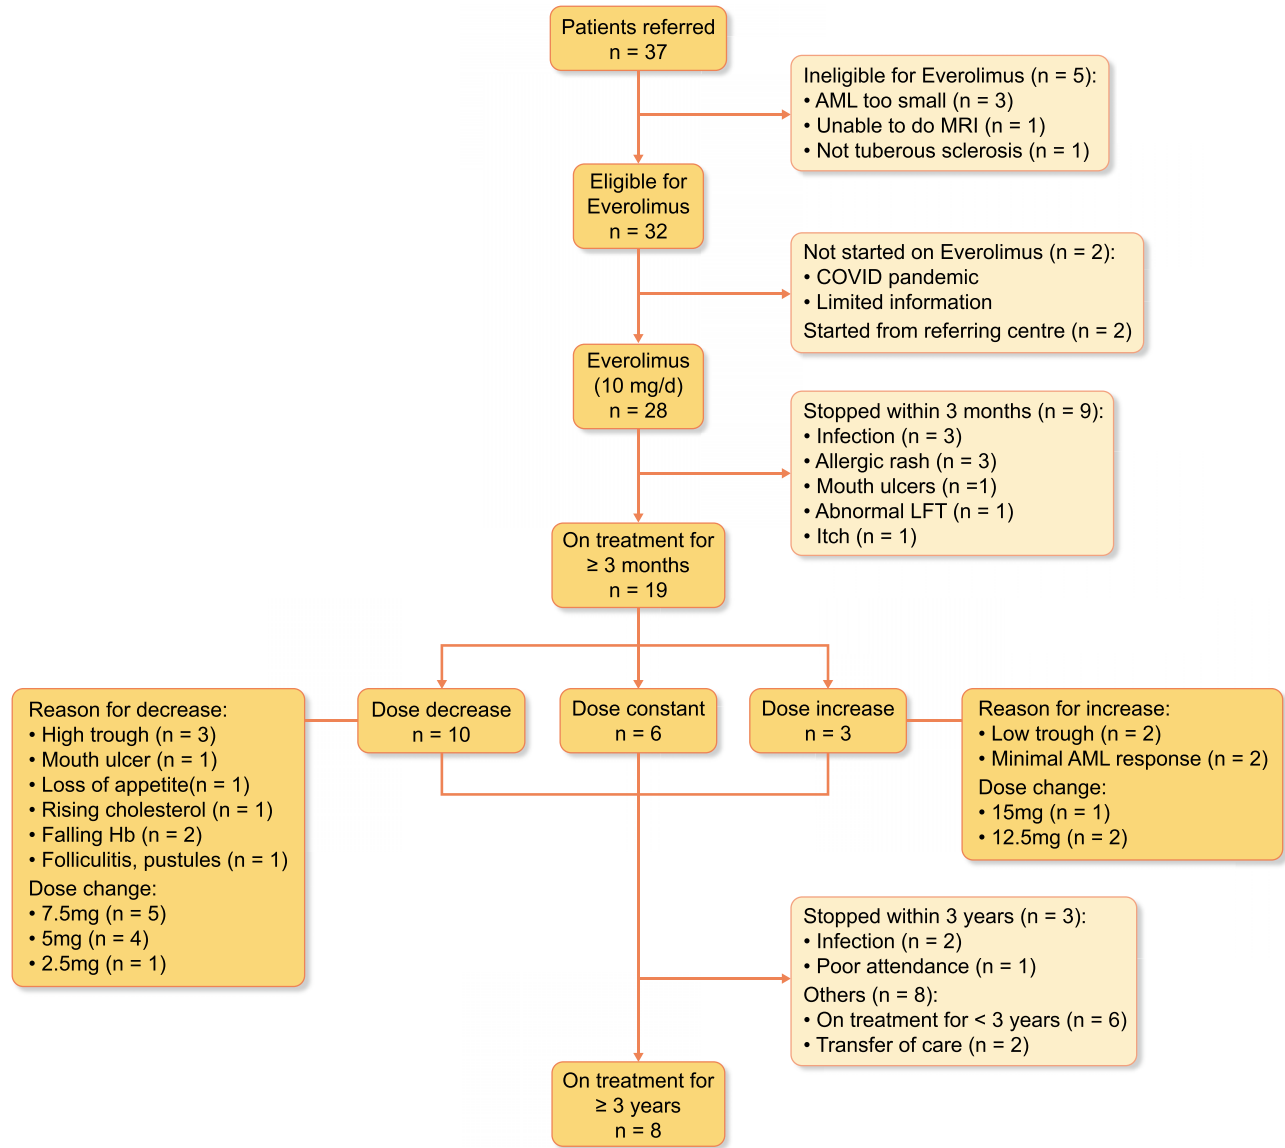 Patients referred
n = 37
Ineligible for Everolimus (n = 5):
• AML too small (n = 3)
• Unable to do MRI (n = 1)
• Not tuberous sclerosis (n = 1)
Eligible for
Everolimus
n = 32
Not started on Everolimus (n = 2):
• COVID pandemic
• Limited information
Started from referring centre (n = 2)
Everolimus
(10 mg/d)
n = 28
Stopped within 3 months (n = 9):
• Infection (n = 3)
• Allergic rash (n = 3)
• Mouth ulcers (n =1)
• Abnormal LFT (n = 1)
• Itch (n = 1)
On treatment for
≥ 3 months
n = 19
Reason for decrease:
• High trough (n = 3)
• Mouth ulcer (n = 1)
• Loss of appetite(n = 1)
• Rising cholesterol (n = 1)
• Falling Hb (n = 2)
• Folliculitis, pustules (n = 1)
Dose change:
• 7.5mg (n = 5)
• 5mg (n = 4)
• 2.5mg (n = 1)
Dose decrease
n = 10
Dose constant
n = 6
Dose increase
n = 3
Reason for increase:
• Low trough (n = 2)
• Minimal AML response (n = 2)
Dose change:
• 15mg (n = 1)
• 12.5mg (n = 2)
Stopped within 3 years (n = 3):
• Infection (n = 2)
• Poor attendance (n = 1)
Others (n = 8):
• On treatment for < 3 years (n = 6)
• Transfer of care (n = 2)
On treatment for
≥ 3 years
n = 8